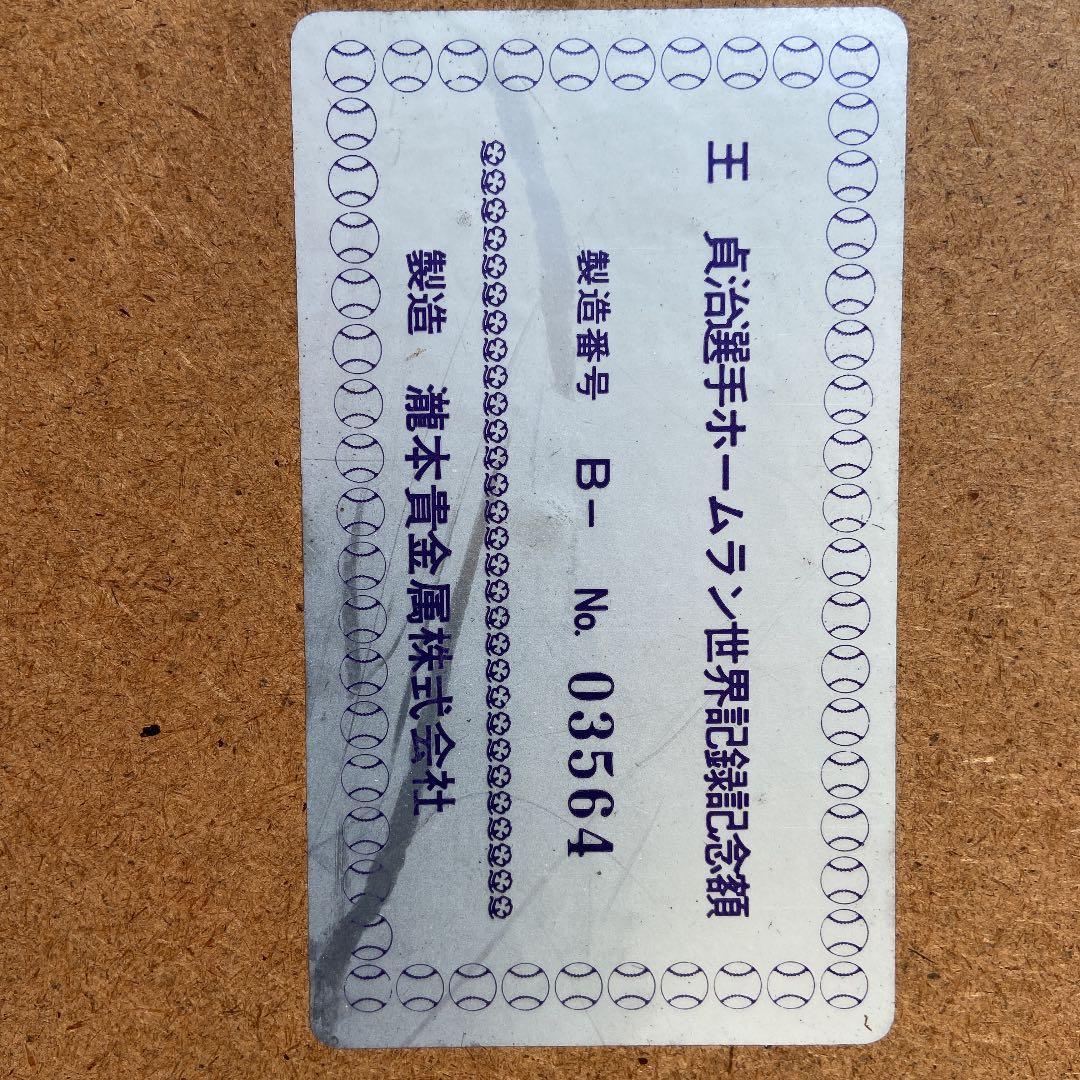 王 貞治選手ホームラン世界記録記念額
製造番号 B- №. 03564
製造 瀧本貴金属株式会社